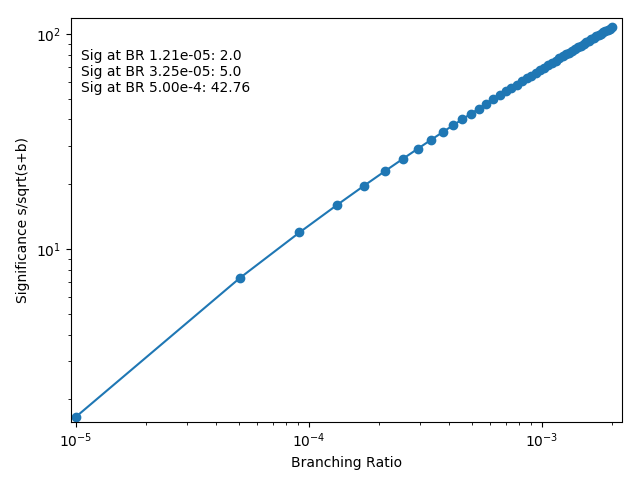 10²
Sig at BR 1.21e-05: 2.0
Sig at BR 3.25e-05: 5.0
Sig at BR 5.00e-4: 42.76
Significance s/sqrt(s+b)
10¹
10⁻⁵ 10⁻⁴ 10⁻³
Branching Ratio